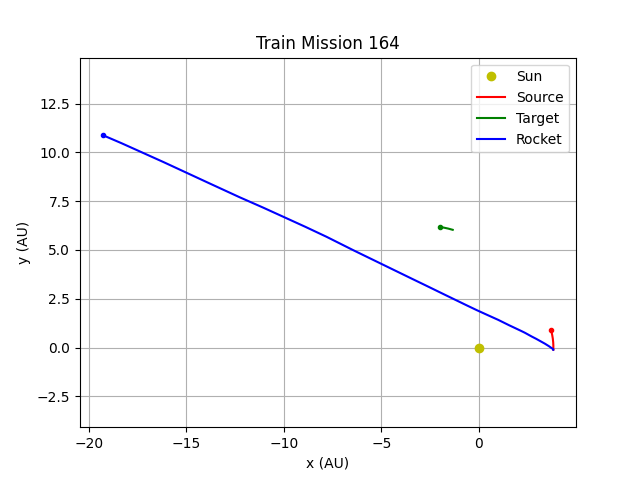 Train Mission 164
Sun
Source
Target
Rocket
12.5
10.0
7.5
5.0
2.5
0.0
−2.5
y (AU)
−20
−15
−10
−5
0
x (AU)